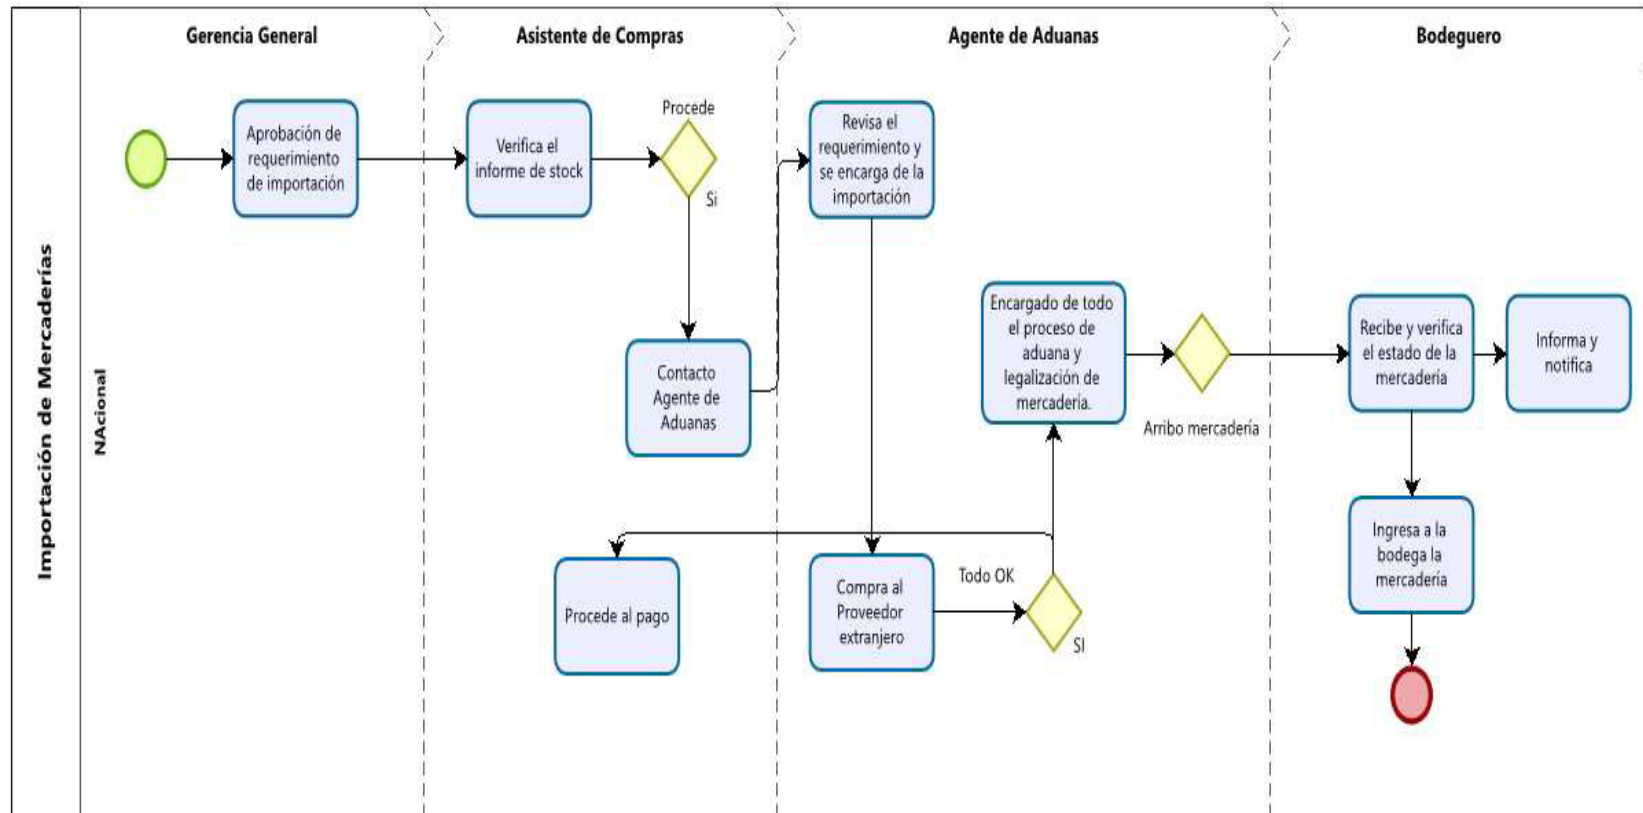 Importación de Mercaderías
NAcional
Gerencia General
Asistente de Compras
Agente de Aduanas
Bodeguero
Aprobación de
requerimiento
de importación
Verifica el
informe de stock
Procede
Si
Contacto
Agente de
Aduanas
Revisa el
requerimiento y
se encarga de la
importación
Compra al
Proveedor
extranjero
Todo OK
SI
Procede al pago
Encargado de todo
el proceso de
aduana y
legalización de
mercadería.
Arribo mercadería
Recibe y verifica
el estado de la
mercadería
Informa y
notifica
Ingresa a la
bodega la
mercadería